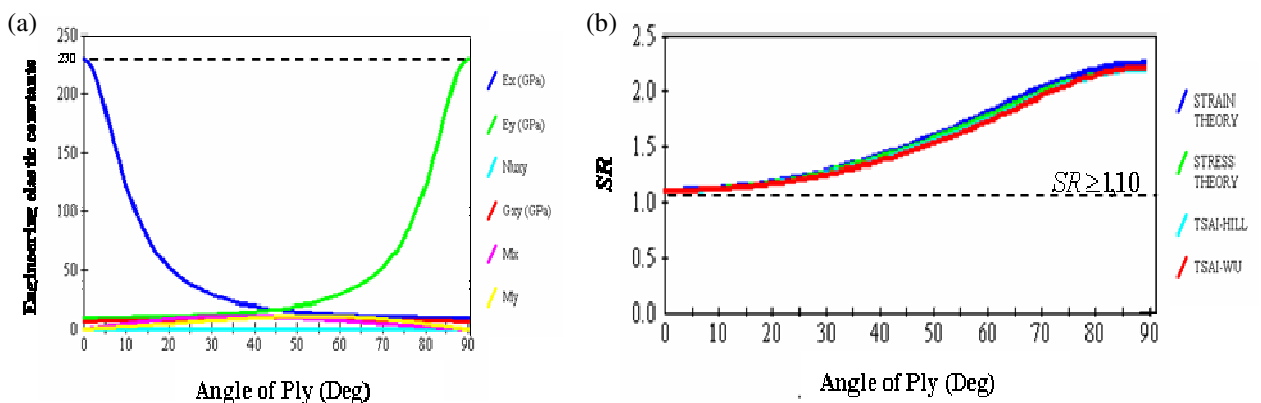 (a)
250
230
200
150
100
50
0
0 10 20 30 40 50 60 70 80 90
Engineering elastic constants
Angle of Ply (Deg)
Ex (GPa)
Ey (GPa)
Nuxy
Gxy (GPa)
Mx
My
(b)
2.5
2.0
1.5
1.0
0.5
0.0
0 10 20 30 40 50 60 70 80 90
SR
SR ≥ 1,10
Angle of Ply (Deg)
STRAIN
THEORY
STRESS
THEORY
TSAI-HILL
TSAI-WU